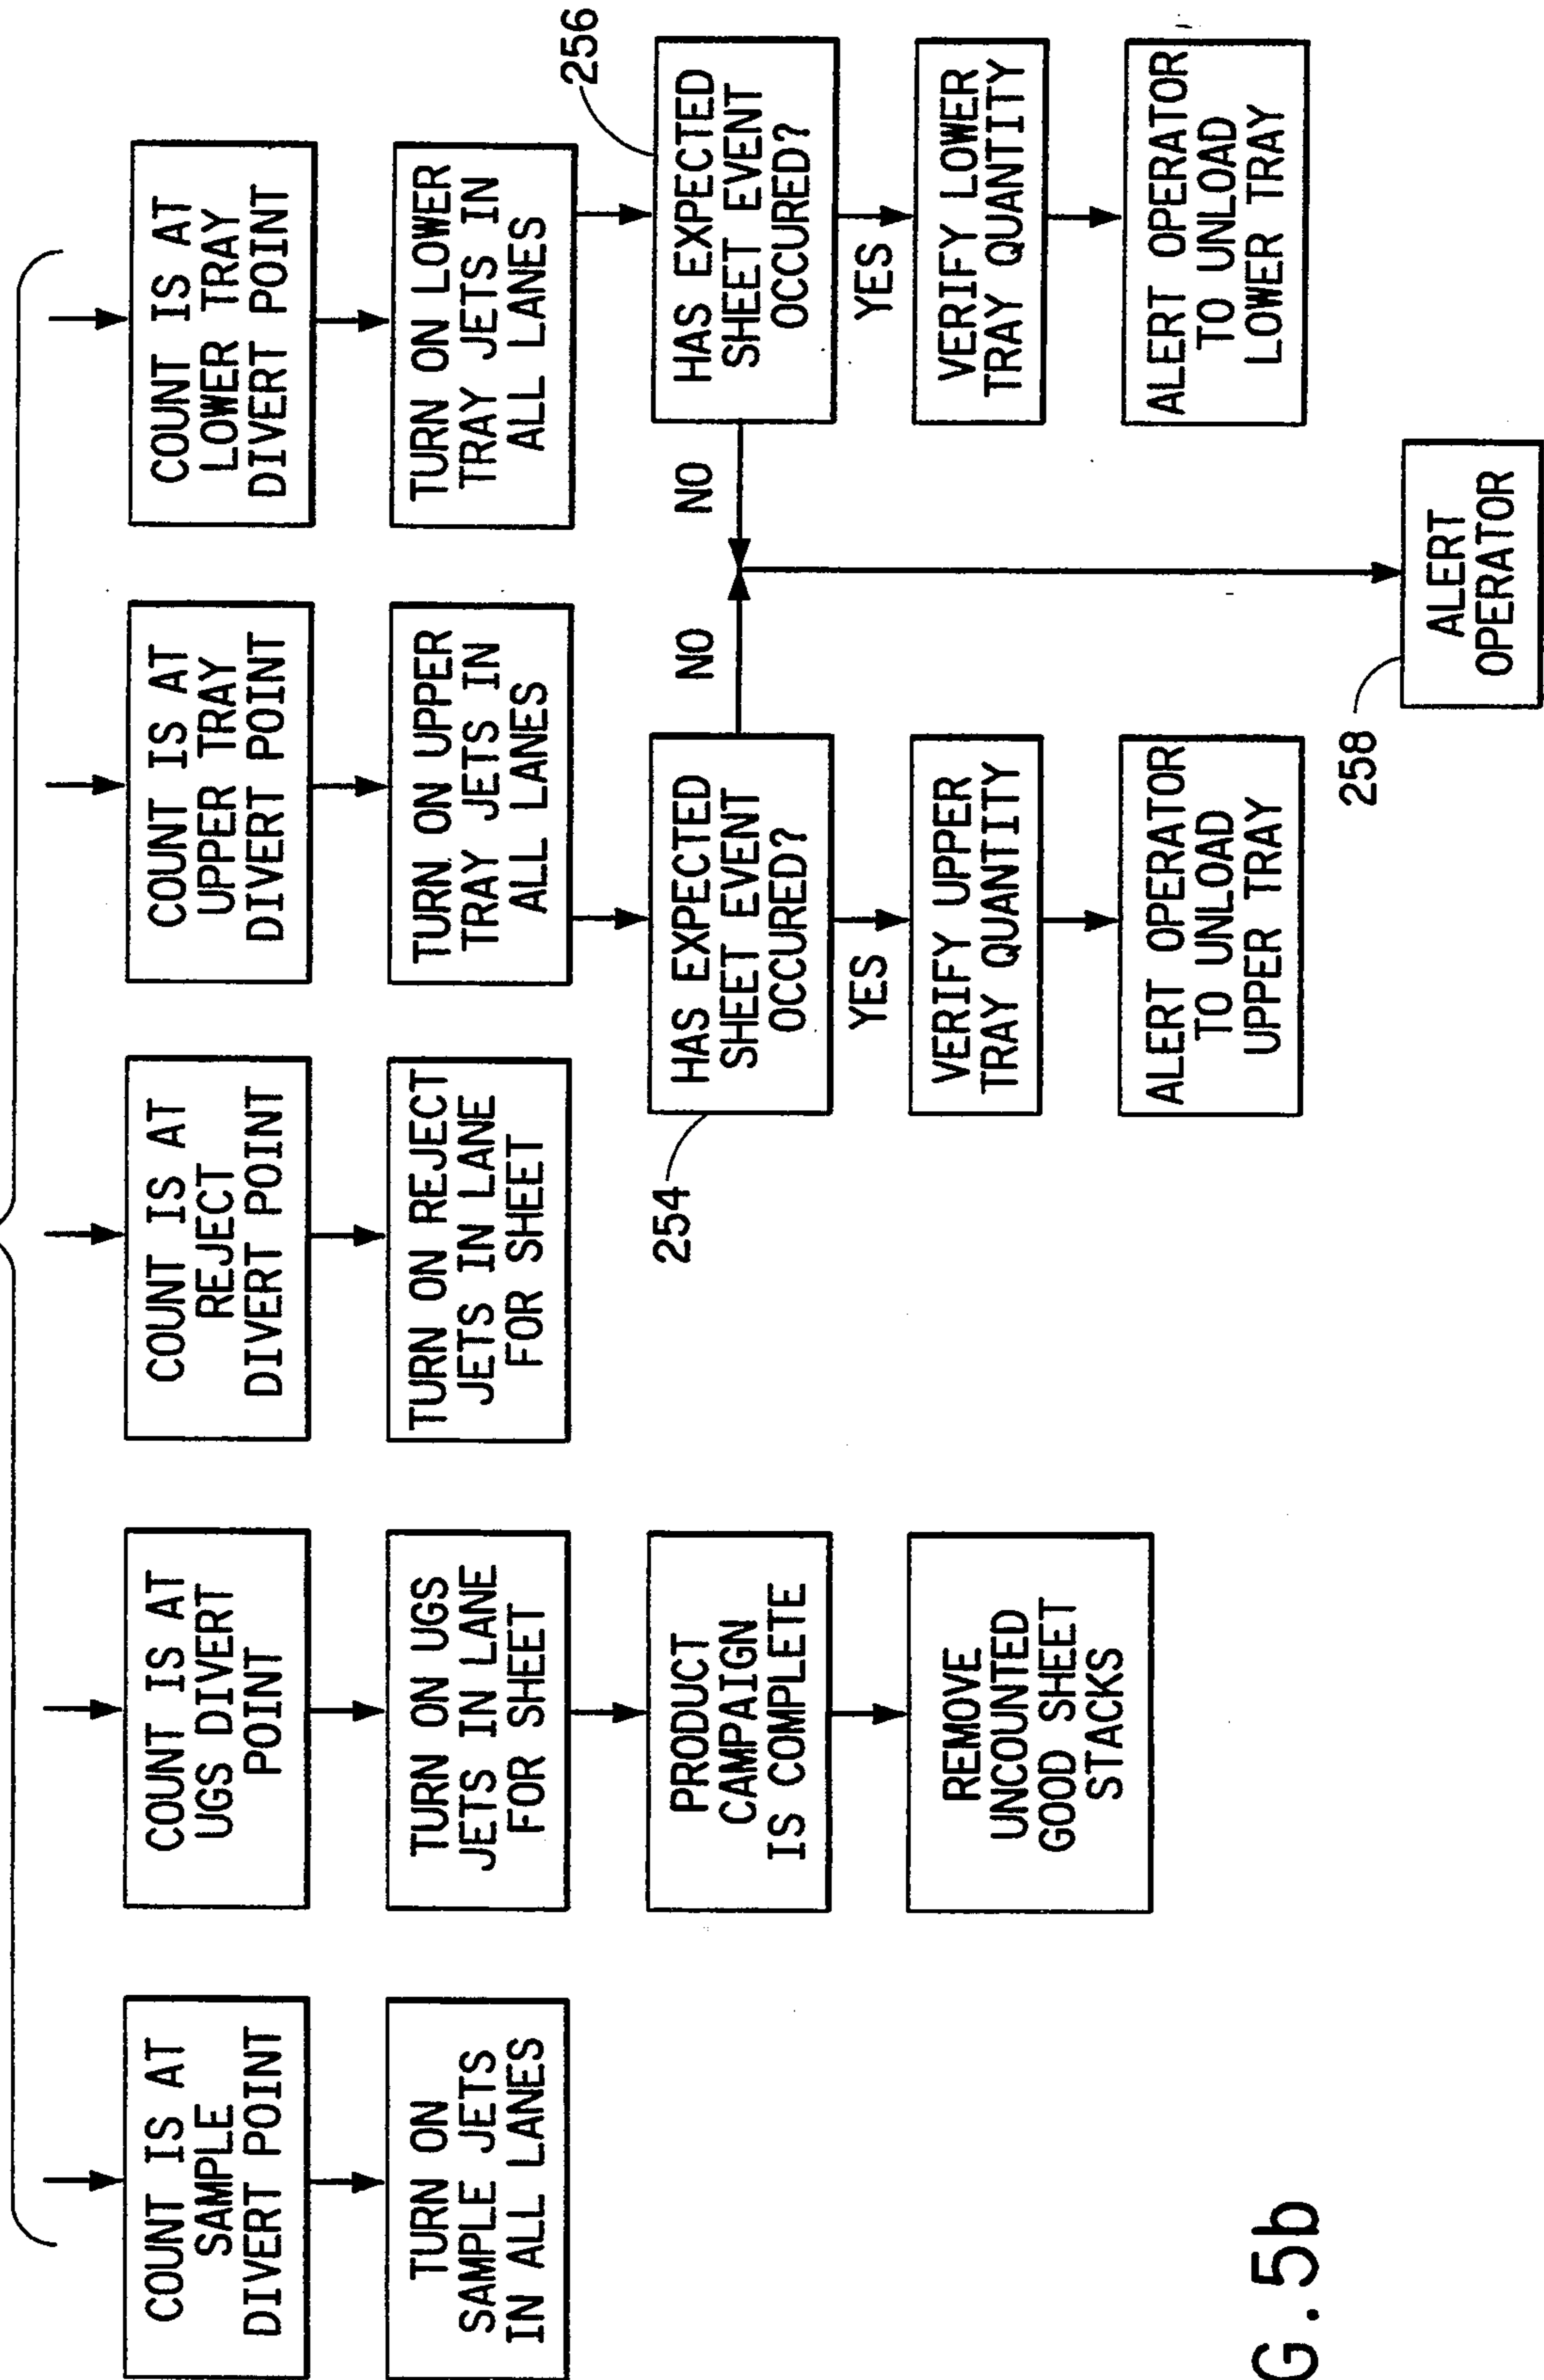 COUNT IS AT
SAMPLE
DIVERT POINT
TURN ON
SAMPLE JETS
IN ALL LANES
COUNT IS AT
UGS DIVERT
POINT
TURN ON UGS
JETS IN LANE
FOR SHEET
PRODUCT
CAMPAIGN
IS COMPLETE
REMOVE
UNCOUNTED
GOOD SHEET
STACKS
COUNT IS AT
REJECT
DIVERT POINT
TURN ON REJECT
JETS IN LANE
FOR SHEET
COUNT IS AT
UPPER TRAY
DIVERT POINT
TURN ON UPPER
TRAY JETS IN
ALL LANES
254
HAS EXPECTED
SHEET EVENT
OCCURED?
NO
YES
VERIFY UPPER
TRAY QUANTITY
ALERT OPERATOR
TO UNLOAD
UPPER TRAY
COUNT IS AT
LOWER TRAY
DIVERT POINT
TURN ON LOWER
TRAY JETS IN
ALL LANES
256
HAS EXPECTED
SHEET EVENT
OCCURED?
NO
YES
VERIFY LOWER
TRAY QUANTITY
ALERT OPERATOR
TO UNLOAD
LOWER TRAY
258
ALERT
OPERATOR
G.5b